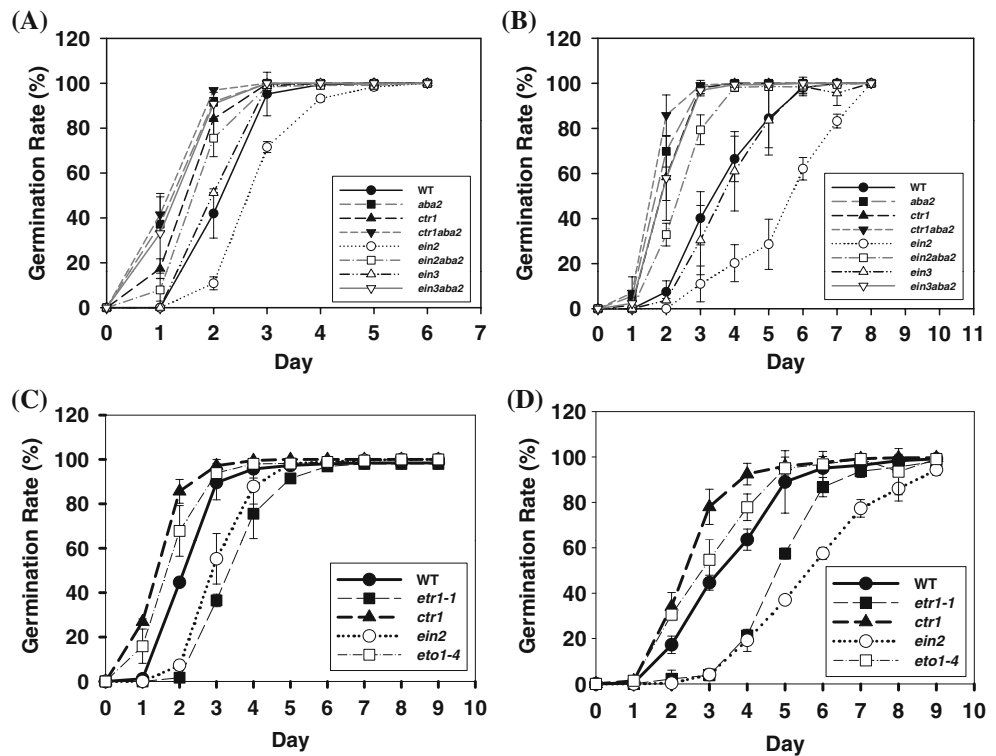 (A)
Germination Rate (%)
120
100
80
60
40
20
0
0 1 2 3 4 5 6 7
Day
WT
aba2
ctr1
ctr1aba2
ein2
ein2aba2
ein3
ein3aba2
(B)
Germination Rate (%)
120
100
80
60
40
20
0
0 1 2 3 4 5 6 7 8 9 10 11
Day
WT
aba2
ctr1
ctr1aba2
ein2
ein2aba2
ein3
ein3aba2
(C)
Germination Rate (%)
120
100
80
60
40
20
0
0 1 2 3 4 5 6 7 8 9 10
Day
WT
etr1-1
ctr1
ein2
eto1-4
(D)
Germination Rate (%)
120
100
80
60
40
20
0
0 1 2 3 4 5 6 7 8 9 10
Day
WT
etr1-1
ctr1
ein2
eto1-4